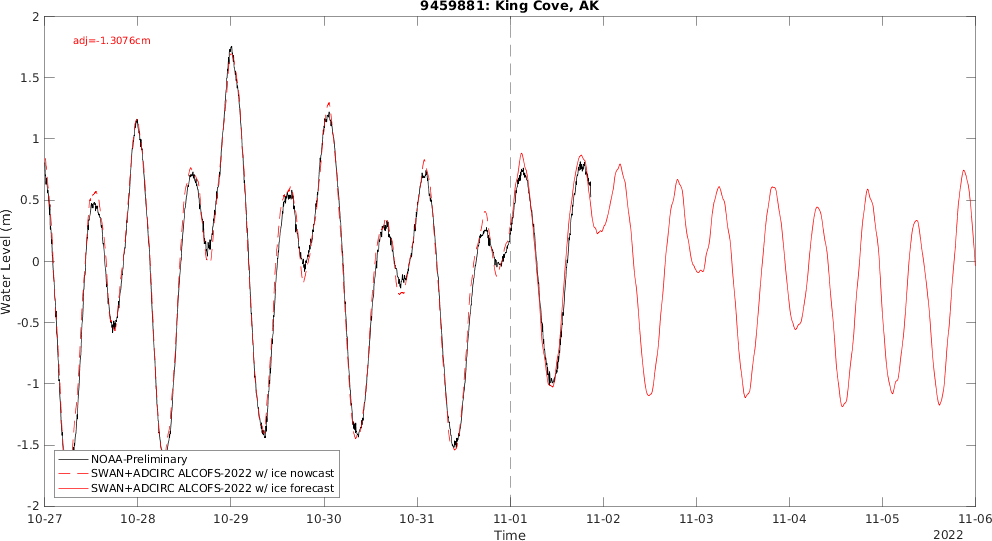 9459881: King Cove, AK
adj=-1.3076cm
Water Level (m)
2
1.5
1
0.5
0
-0.5
-1
-1.5
-2
NOAA-Preliminary
SWAN+ADCIRC ALCOFS-2022 w/ ice nowcast
SWAN+ADCIRC ALCOFS-2022 w/ ice forecast
10-27 10-28 10-29 10-30 10-31 11-01 11-02 11-03 11-04 11-05 11-06
Time
2022